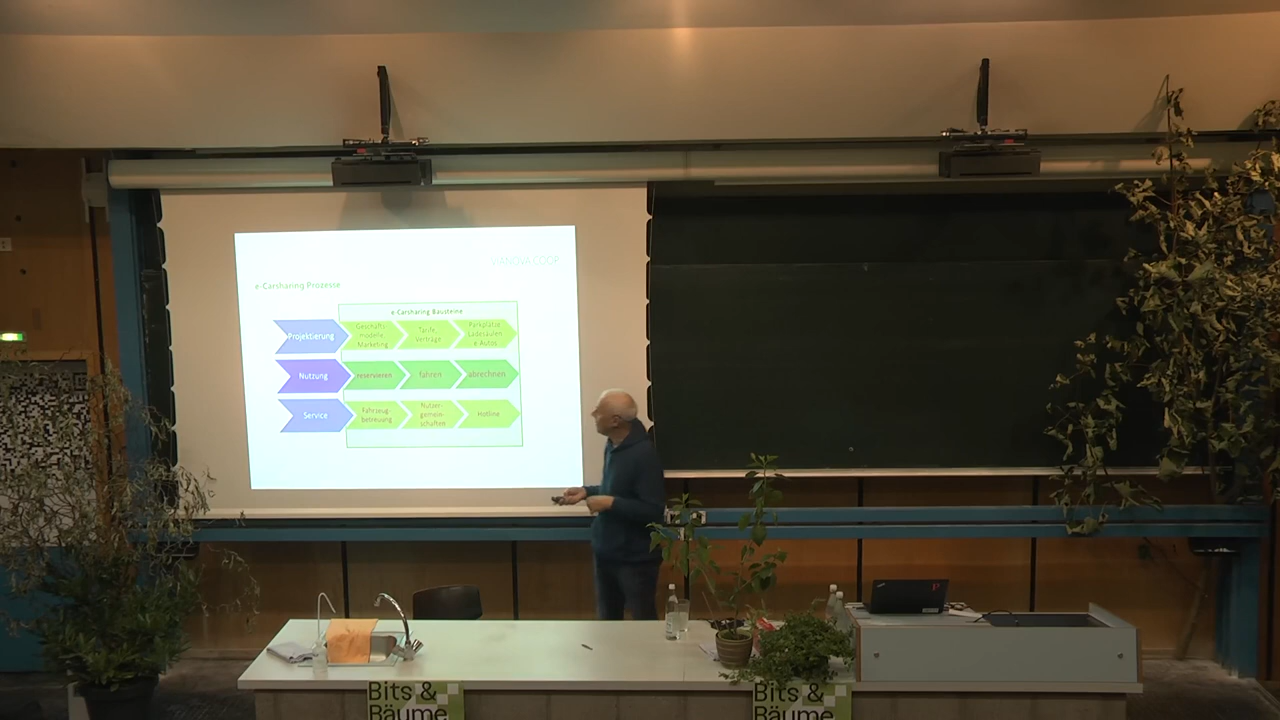 VIANOVA COOP
e-Carsharing Prozesse
e-Carsharing Bausteine
Projektierung
Geschäfts-
modelle,
Marketing
Tarife,
Verträge
Parkplätze
Ladesäulen
e Autos
Nutzung
reservieren
fahren
abrechnen
Service
Fahrzeug-
betreuung
Nutzer-
gemein-
schaften
Hotline
Bits &
Bäume
Bits &
Bäume